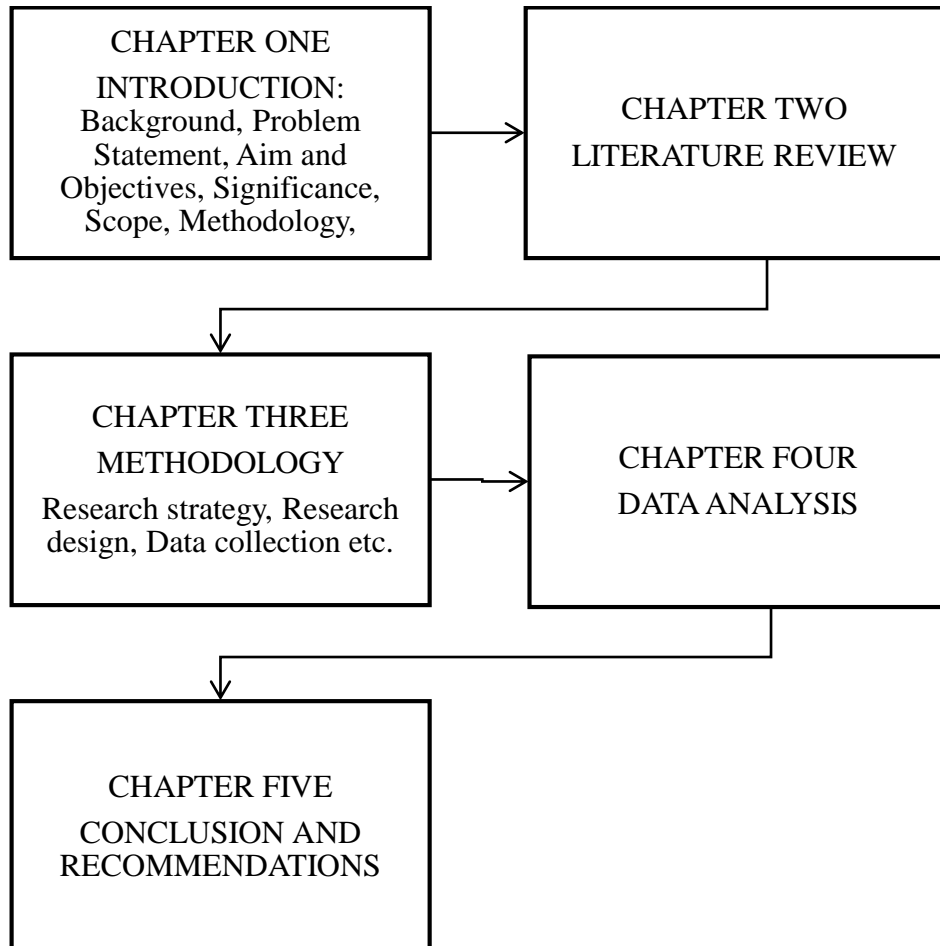 CHAPTER ONE
INTRODUCTION:
Background, Problem
Statement, Aim and
Objectives, Significance,
Scope, Methodology,
CHAPTER TWO
LITERATURE REVIEW
CHAPTER THREE
METHODOLOGY
Research strategy, Research
design, Data collection etc.
CHAPTER FOUR
DATA ANALYSIS
CHAPTER FIVE
CONCLUSION AND
RECOMMENDATIONS